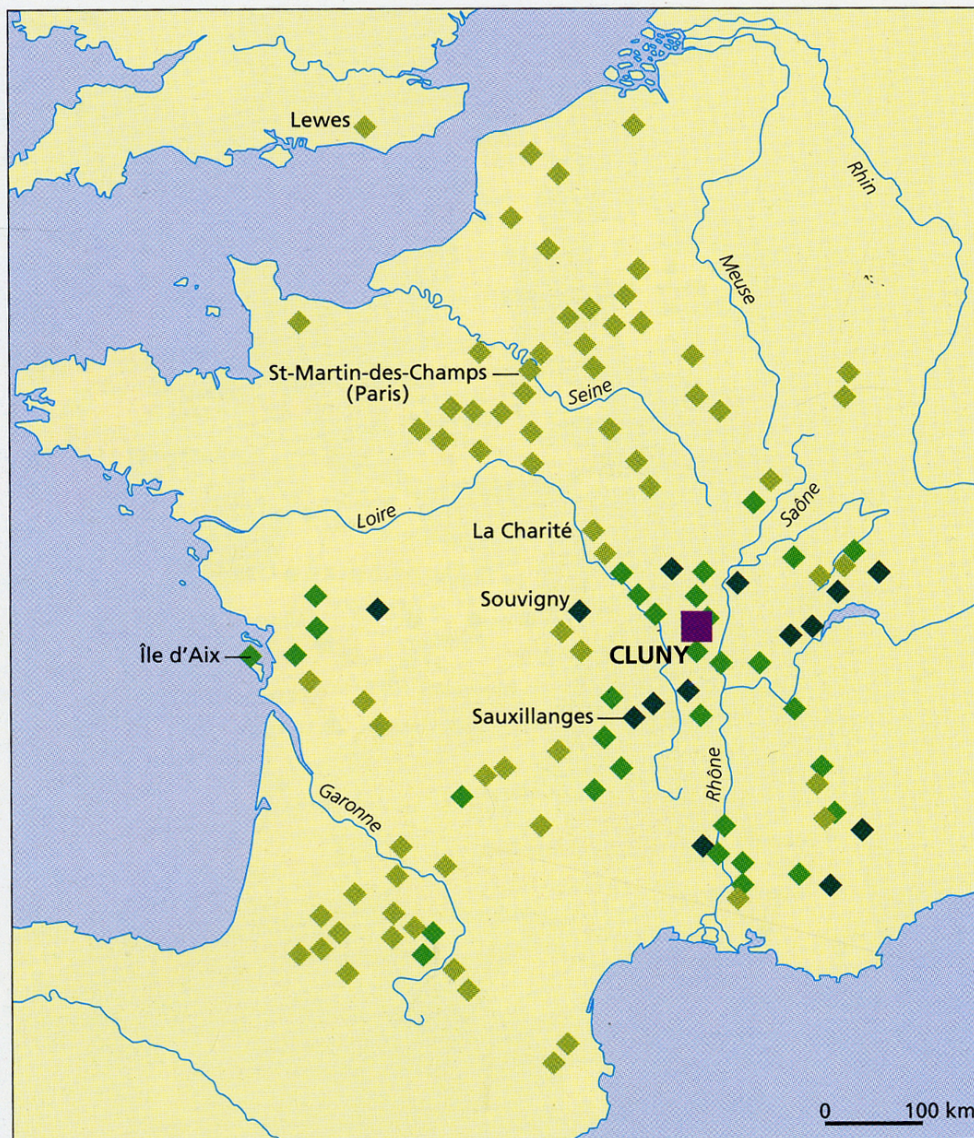 Lewes
Rhin
Meuse
St-Martin-des-Champs
(Paris)
Seine
Loire
Saône
La Charité
Souvigny
CLUNY
Île d'Aix
Sauxillanges
Rhône
Garonne
0 100 km